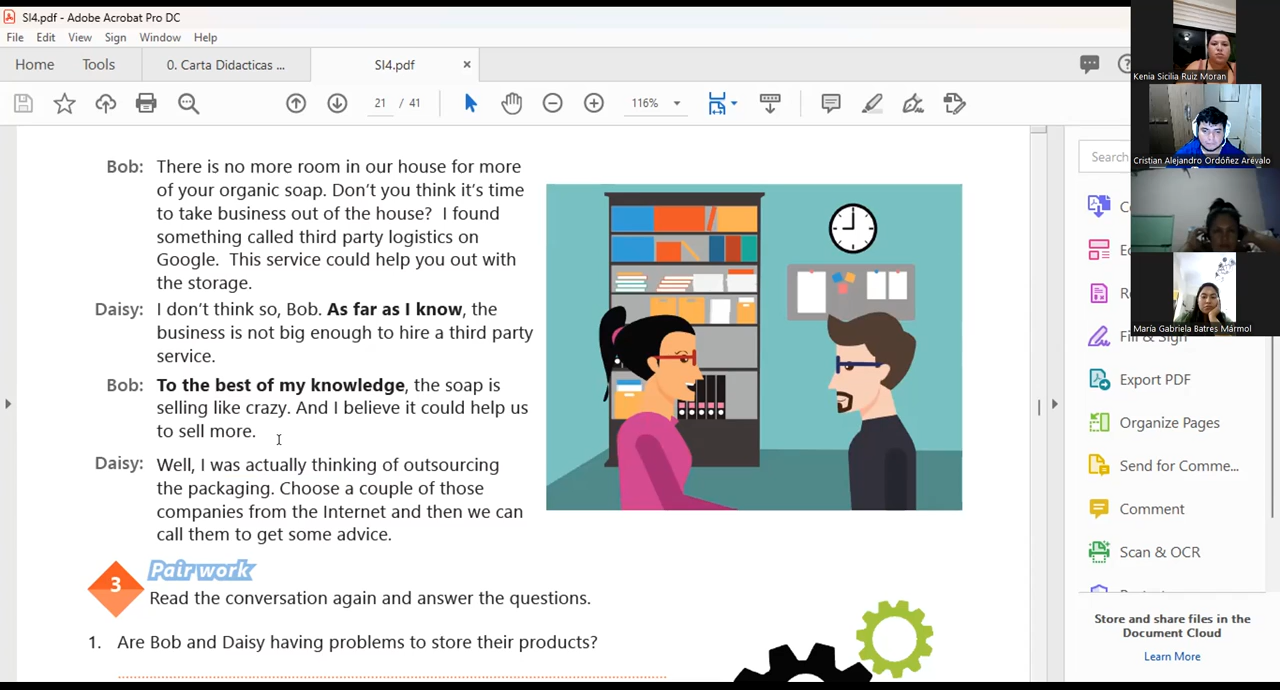 SI4.pdf - Adobe Acrobat Pro DC
File Edit View Sign Window Help
Home Tools 0. Carta Didacticas ... SI4.pdf ×
21 / 41 116%
Bob: There is no more room in our house for more
of your organic soap. Don't you think it's time
to take business out of the house? I found
something called third party logistics on
Google. This service could help you out with
the storage.
Daisy: I don't think so, Bob. As far as I know, the
business is not big enough to hire a third party
service.
Bob: To the best of my knowledge, the soap is
selling like crazy. And I believe it could help us
to sell more.
Daisy: Well, I was actually thinking of outsourcing
the packaging. Choose a couple of those
companies from the Internet and then we can
call them to get some advice.
3 Pair work
Read the conversation again and answer the questions.
1. Are Bob and Daisy having problems to store their products?
Search
Fill & Sign
Export PDF
Organize Pages
Send for Comme...
Comment
Scan & OCR
Store and share files in the
Document Cloud
Learn More
Kenia Sicilia Ruiz Moran
Cristian Alejandro Ordóñez Arévalo
María Gabriela Batres Mármol